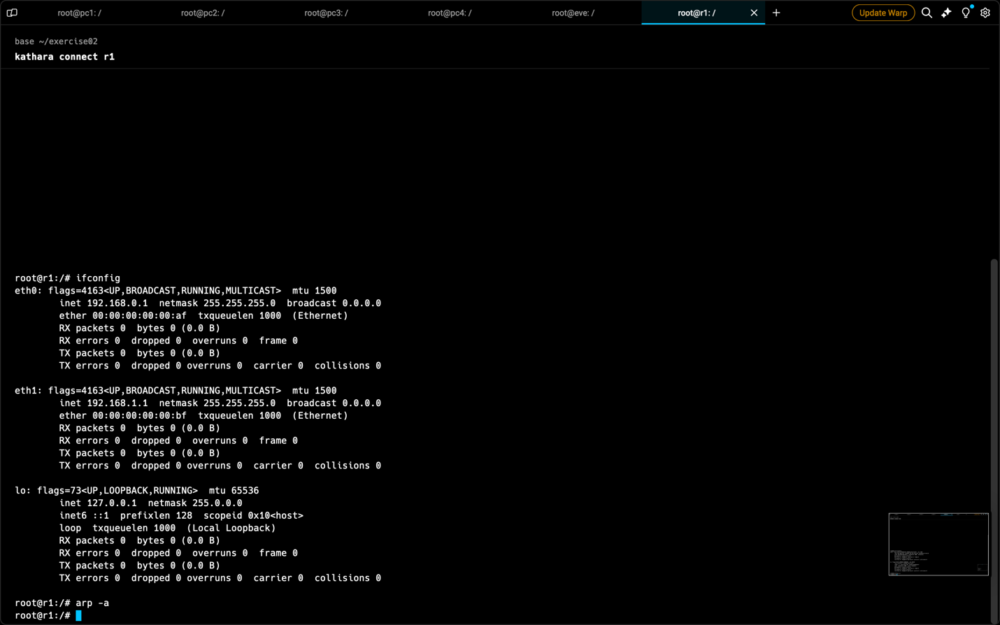 root@pc1: /
root@pc2: /
root@pc3: /
root@pc4: /
root@eve: /
root@r1: /
Update Warp
base ~/exercise02
kathara connect r1
root@r1:/# ifconfig
eth0: flags=4163<UP,BROADCAST,RUNNING,MULTICAST>  mtu 1500
        inet 192.168.0.1  netmask 255.255.255.0  broadcast 0.0.0.0
        ether 00:00:00:00:00:af  txqueuelen 1000  (Ethernet)
        RX packets 0  bytes 0 (0.0 B)
        RX errors 0  dropped 0  overruns 0  frame 0
        TX packets 0  bytes 0 (0.0 B)
        TX errors 0  dropped 0 overruns 0  carrier 0  collisions 0
eth1: flags=4163<UP,BROADCAST,RUNNING,MULTICAST>  mtu 1500
        inet 192.168.1.1  netmask 255.255.255.0  broadcast 0.0.0.0
        ether 00:00:00:00:00:bf  txqueuelen 1000  (Ethernet)
        RX packets 0  bytes 0 (0.0 B)
        RX errors 0  dropped 0  overruns 0  frame 0
        TX packets 0  bytes 0 (0.0 B)
        TX errors 0  dropped 0 overruns 0  carrier 0  collisions 0
lo: flags=73<UP,LOOPBACK,RUNNING>  mtu 65536
        inet 127.0.0.1  netmask 255.0.0.0
        inet6 ::1  prefixlen 128  scopeid 0x10<host>
        loop  txqueuelen 1000  (Local Loopback)
        RX packets 0  bytes 0 (0.0 B)
        RX errors 0  dropped 0  overruns 0  frame 0
        TX packets 0  bytes 0 (0.0 B)
        TX errors 0  dropped 0 overruns 0  carrier 0  collisions 0
root@r1:/# arp -a
root@r1:/#